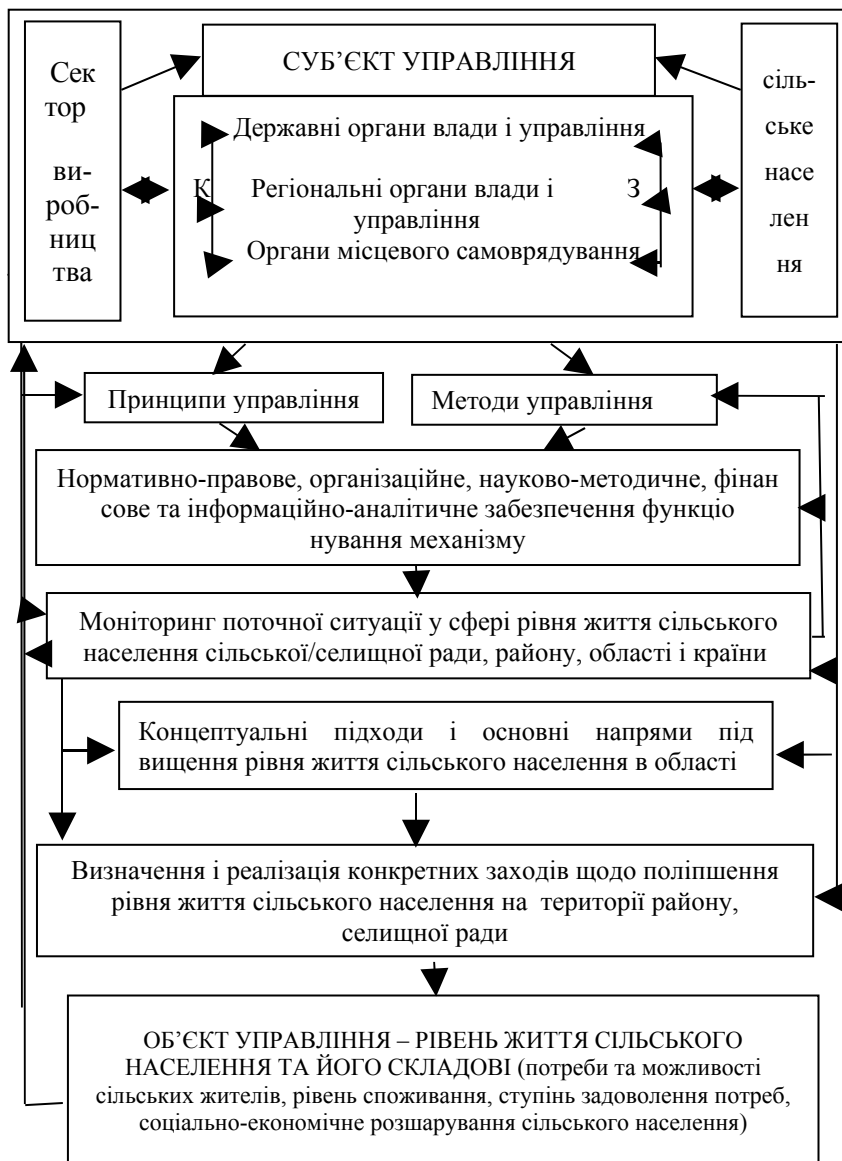 Сек
тор
ви-
роб-
ниц
тва
СУБ’ЄКТ УПРАВЛІННЯ
Державні органи влади і управління
К
Регіональні органи влади і
управління
З
Органи місцевого самоврядування
сіль-
ське
насе
лен
ня
Принципи управління
Методи управління
Нормативно-правове, організаційне, науково-методичне, фінан
сове та інформаційно-аналітичне забезпечення функціо
нування механізму
Моніторинг поточної ситуації у сфері рівня життя сільського
населення сільської/селищної ради, району, області і країни
Концептуальні підходи і основні напрями під
вищення рівня життя сільського населення в області
Визначення і реалізація конкретних заходів щодо поліпшення
рівня життя сільського населення на території району,
селищної ради
ОБ’ЄКТ УПРАВЛІННЯ – РІВЕНЬ ЖИТТЯ СІЛЬСЬКОГО
НАСЕЛЕННЯ ТА ЙОГО СКЛАДОВІ (потреби та можливості
сільських жителів, рівень споживання, ступінь задоволення потреб,
соціально-економічне розшарування сільського населення)